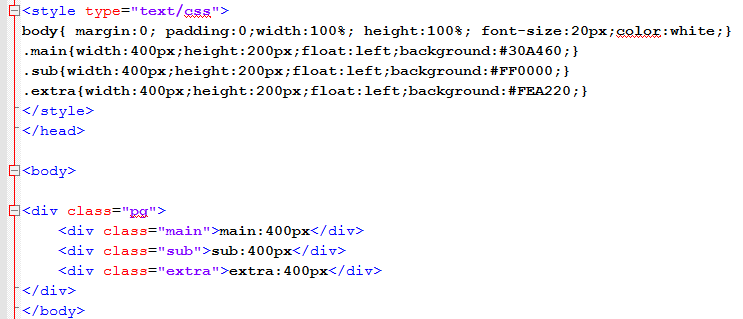 <style type="text/css">
body{ margin:0; padding:0;width:100%; height:100%; font-size:20px;color:white;}
.main{width:400px;height:200px;float:left;background:#30A460;}
.sub{width:400px;height:200px;float:left;background:#FF0000;}
.extra{width:400px;height:200px;float:left;background:#FEA220;}
</style>
</head>
<body>
<div class="pg">
<div class="main">main:400px</div>
<div class="sub">sub:400px</div>
<div class="extra">extra:400px</div>
</div>
</body>